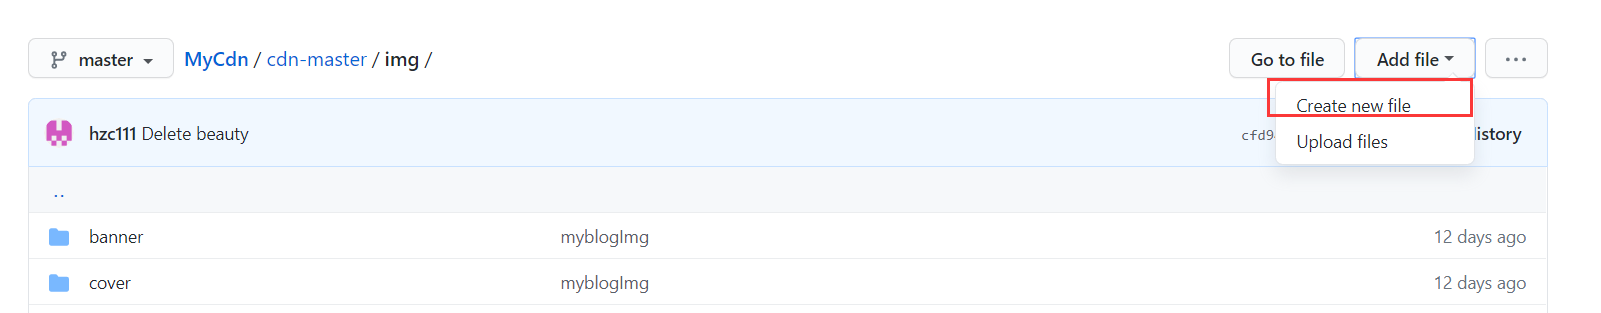 master MyCdn / cdn-master / img / Go to file Add file ...
Create new file
hzc111 Delete beauty cfd9 istory
Upload files
..
banner myblogImg 12 days ago
cover myblogImg 12 days ago